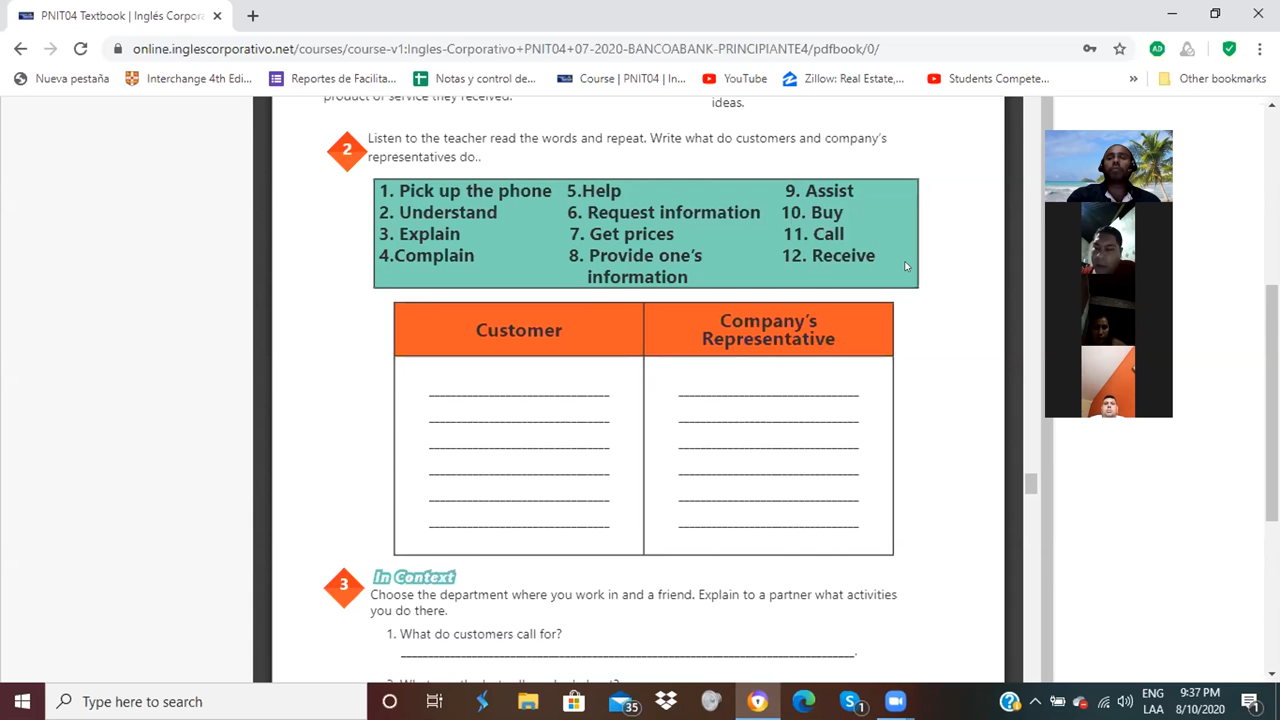 PNIT04 Textbook | Inglés Corpora
online.inglescorporativo.net/courses/course-v1:Ingles-Corporativo+PNIT04+07-2020-BANCOABANK-PRINCIPIANTE4/pdfbook/0/
Nueva pestaña
Interchange 4th Edi...
Reportes de Facilita...
Notas y control de...
Course | PNIT04 | In...
YouTube
Zillow: Real Estate,...
Students Compete...
»
Other bookmarks
product or service they received.
ideas.
2
Listen to the teacher read the words and repeat. Write what do customers and company's
representatives do..
1. Pick up the phone 5.Help 9. Assist
2. Understand 6. Request information 10. Buy
3. Explain 7. Get prices 11. Call
4.Complain 8. Provide one's 12. Receive
information
Customer
Company's
Representative
3
In Context
Choose the department where you work in and a friend. Explain to a partner what activities
you do there.
1. What do customers call for?
Type here to search
35
1
ENG
LAA
9:37 PM
8/10/2020
1